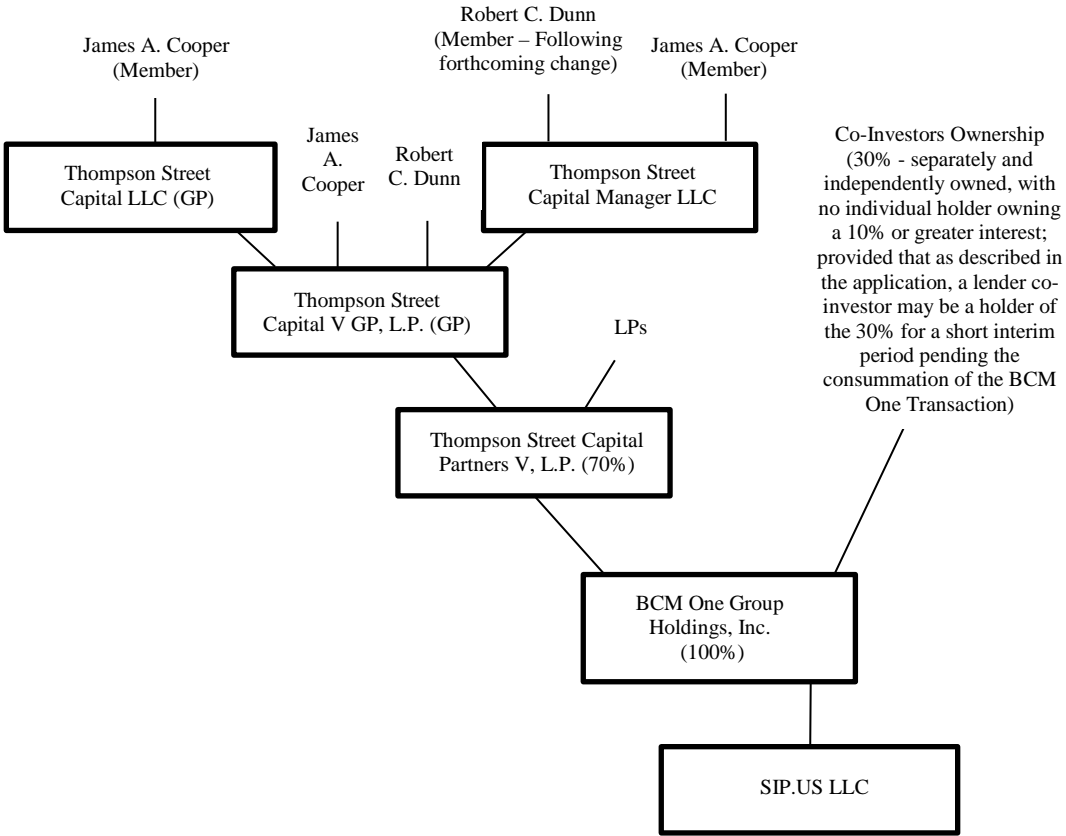 James A. Cooper
(Member)
Robert C. Dunn
(Member – Following
forthcoming change)
James A. Cooper
(Member)
Thompson Street
Capital LLC (GP)
James
A.
Cooper
Robert
C. Dunn
Thompson Street
Capital Manager LLC
Co-Investors Ownership
(30% - separately and
independently owned, with
no individual holder owning
a 10% or greater interest;
provided that as described in
the application, a lender co-
investor may be a holder of
the 30% for a short interim
period pending the
consummation of the BCM
One Transaction)
Thompson Street
Capital V GP, L.P. (GP)
LPs
Thompson Street Capital
Partners V, L.P. (70%)
BCM One Group
Holdings, Inc.
(100%)
SIP.US LLC